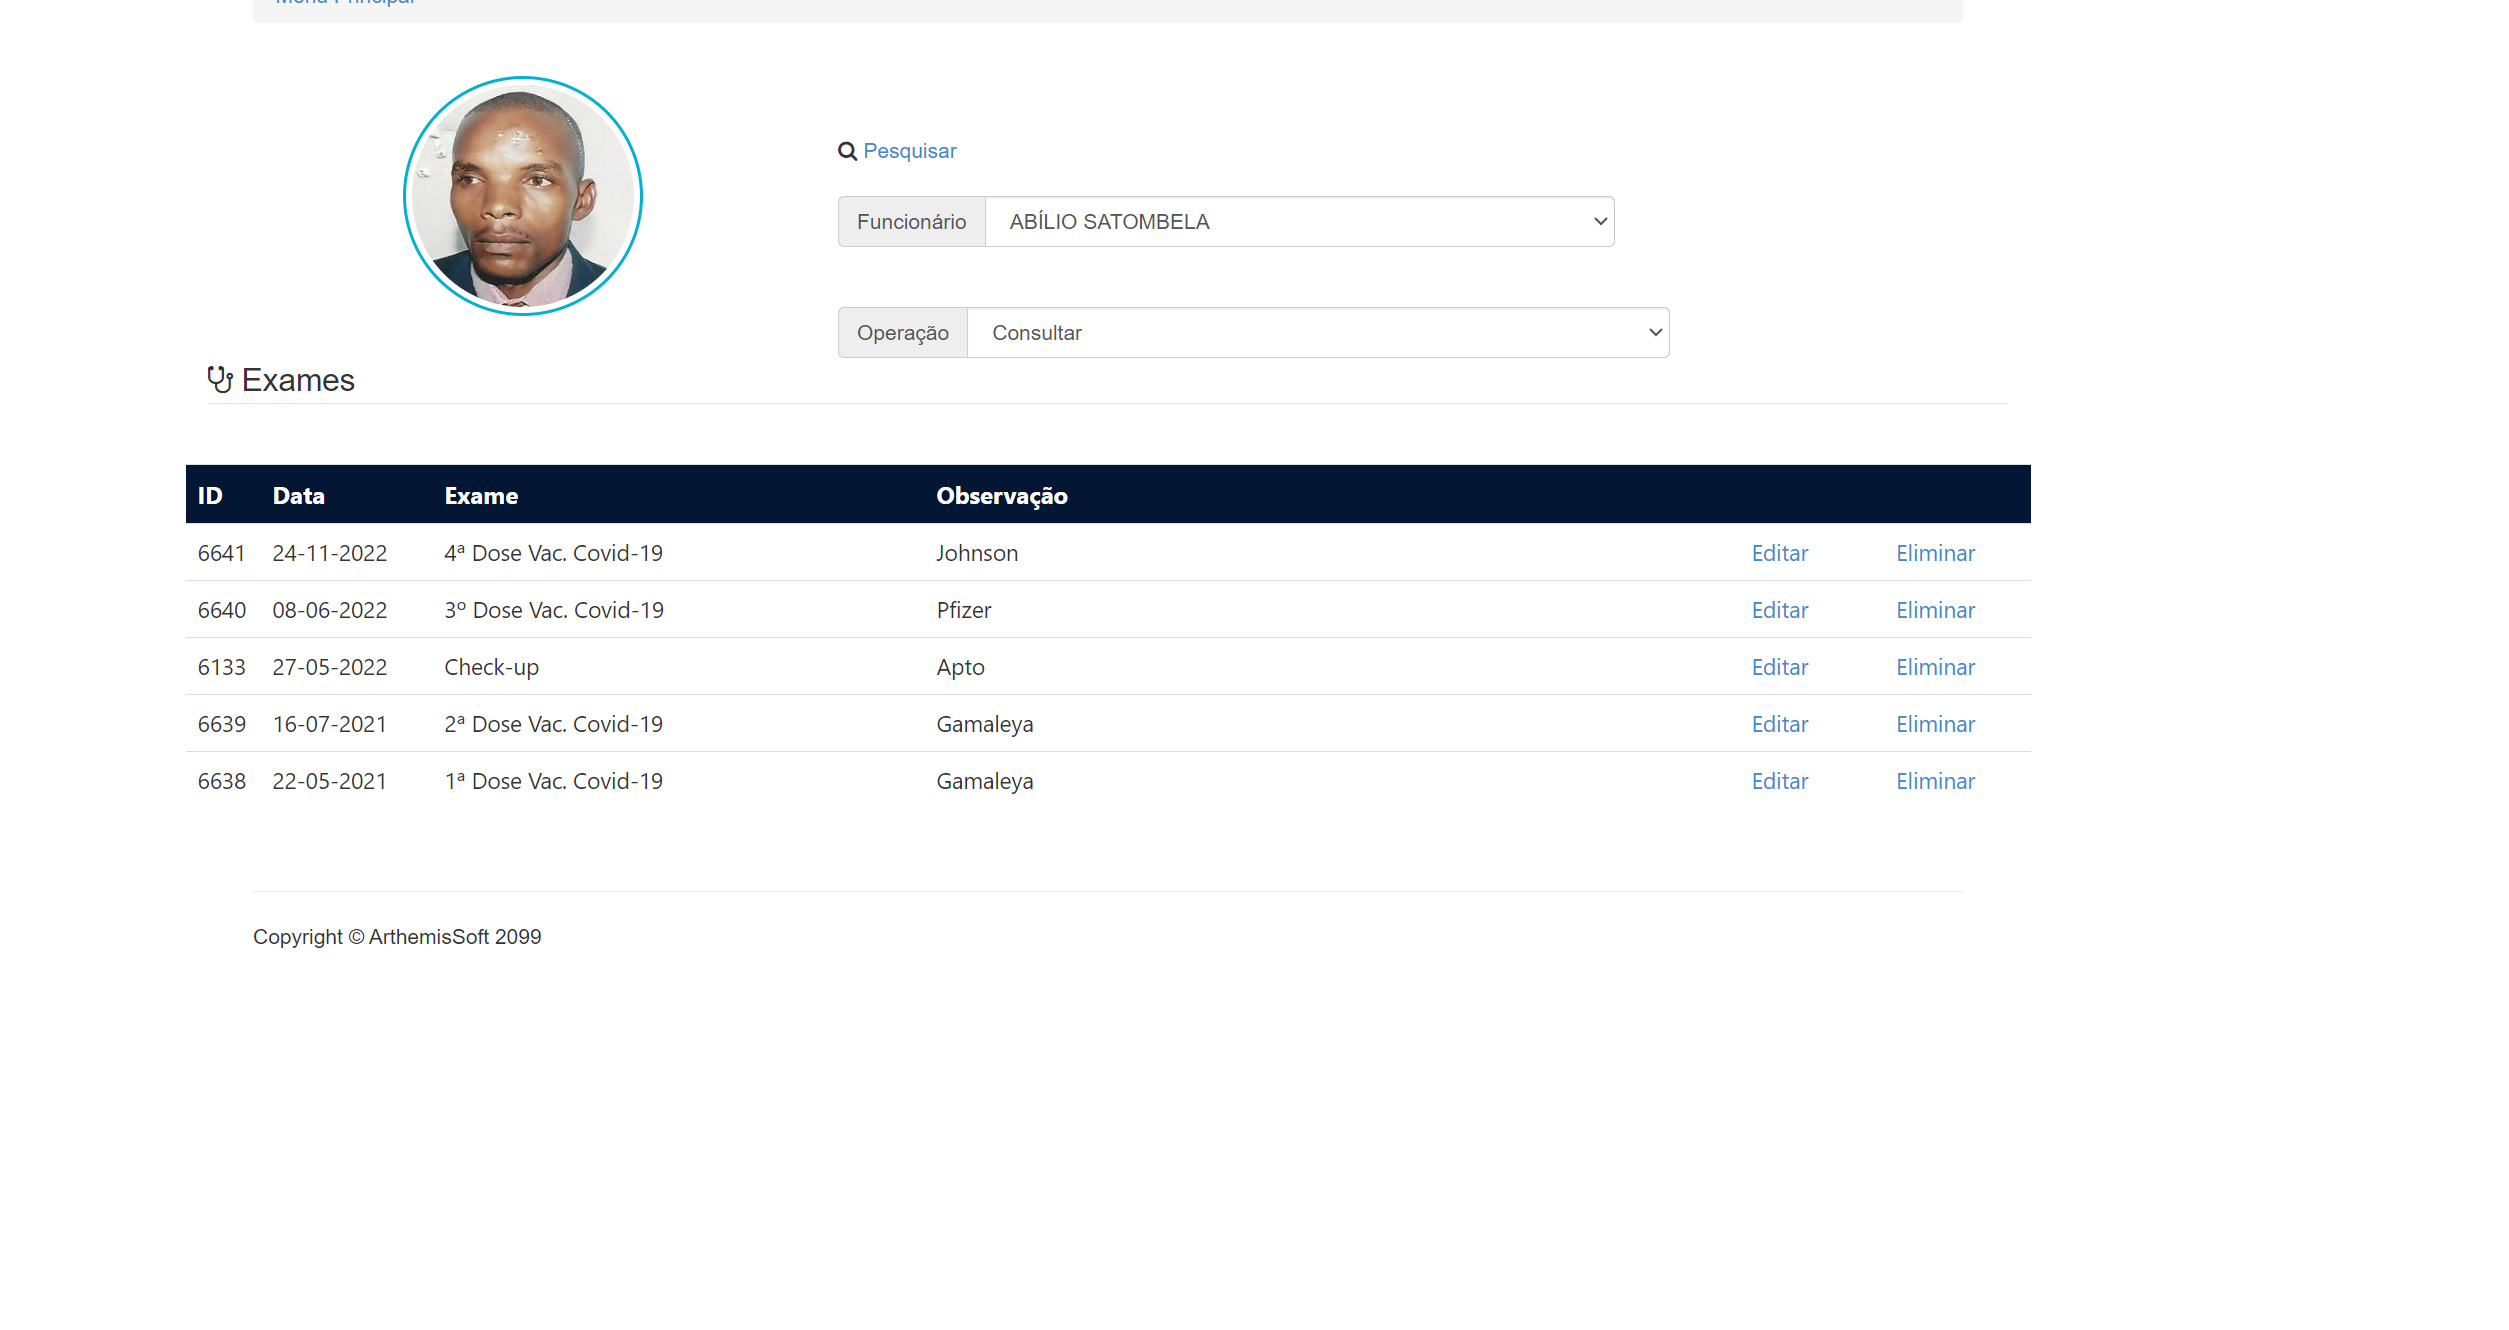 Menu Principal
Pesquisar
Funcionário ABÍLIO SATOMBELA
Operação Consultar
Exames
ID Data Exame Observação
6641 24-11-2022 4ª Dose Vac. Covid-19 Johnson Editar Eliminar
6640 08-06-2022 3º Dose Vac. Covid-19 Pfizer Editar Eliminar
6133 27-05-2022 Check-up Apto Editar Eliminar
6639 16-07-2021 2ª Dose Vac. Covid-19 Gamaleya Editar Eliminar
6638 22-05-2021 1ª Dose Vac. Covid-19 Gamaleya Editar Eliminar
Copyright © ArthemisSoft 2099